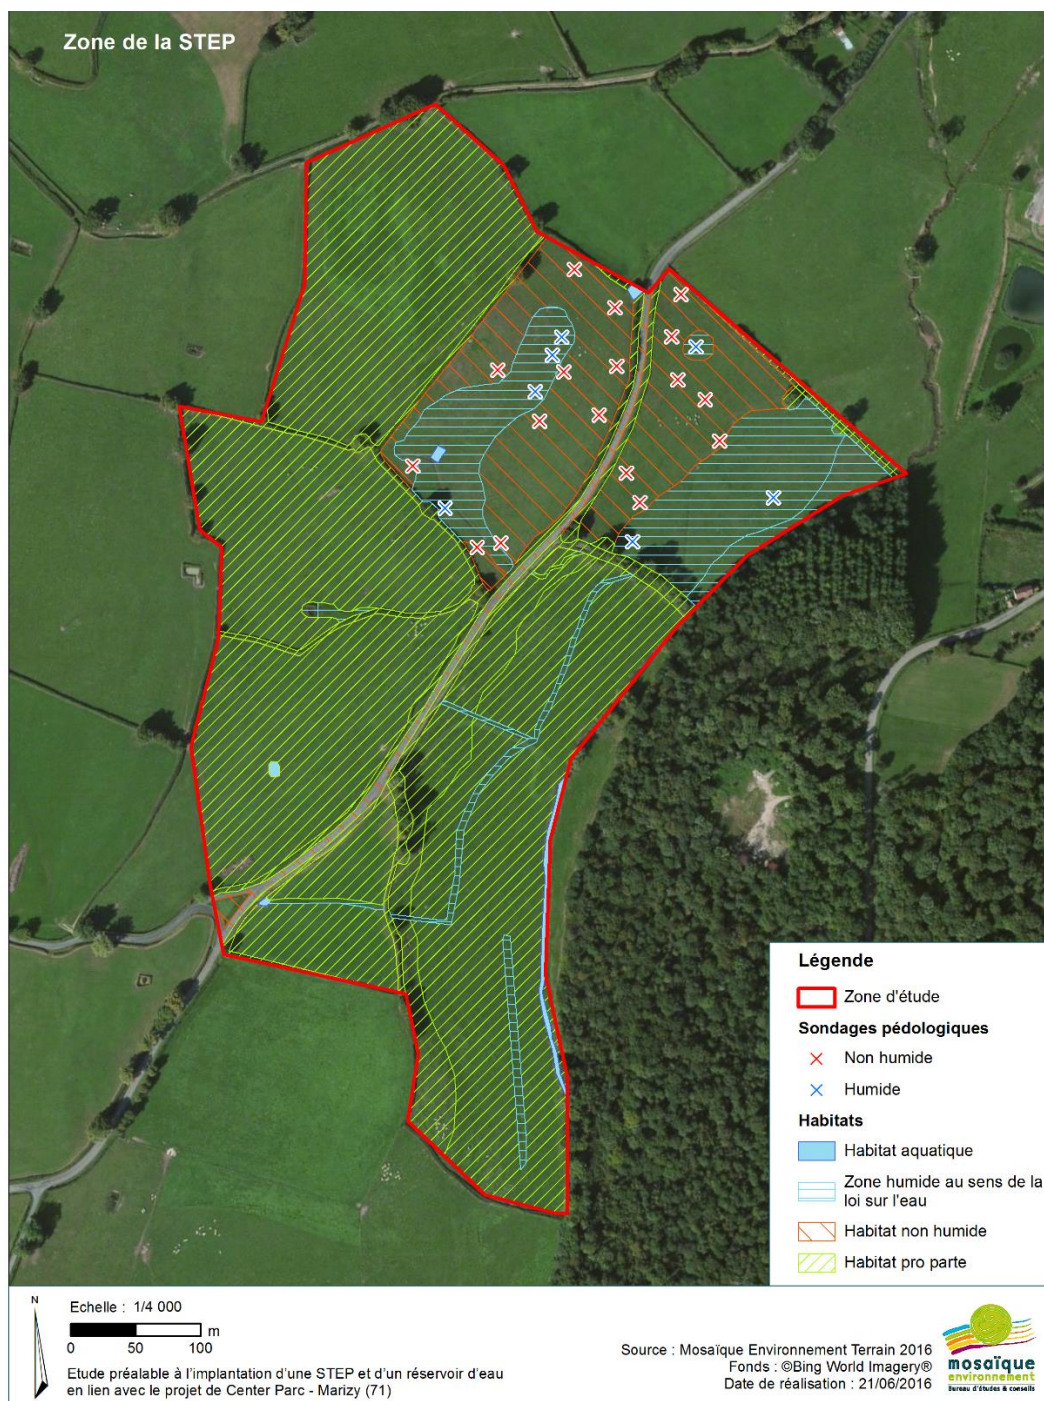 Zone de la STEP
Légende
Zone d'étude
Sondages pédologiques
Non humide
Humide
Habitats
Habitat aquatique
Zone humide au sens de la
loi sur l'eau
Habitat non humide
Habitat pro parte
N
Echelle : 1/4 000
m
0 50 100
Etude préalable à l'implantation d'une STEP et d'un réservoir d'eau
en lien avec le projet de Center Parc - Marizy (71)
Source : Mosaïque Environnement Terrain 2016
Fonds : ©Bing World Imagery®
Date de réalisation : 21/06/2016
mosaïque
environnement
Bureau d'études & conseils